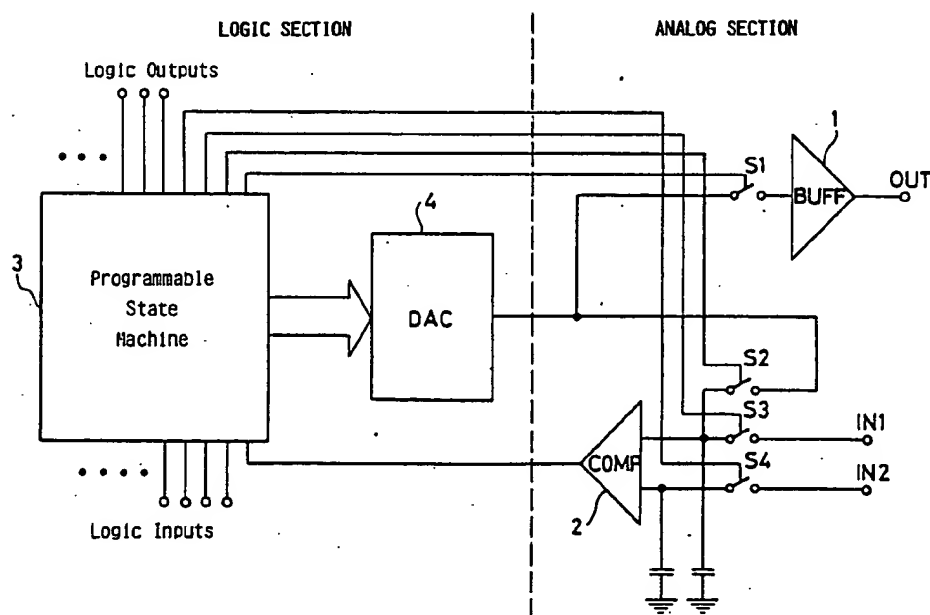 LOGIC SECTION
ANALOG SECTION
Logic Outputs
1
S1
OUT
BUFF
4
3
Programmable
State
Machine
DAC
S2
S3
IN1
COMP
S4
IN2
2
Logic Inputs